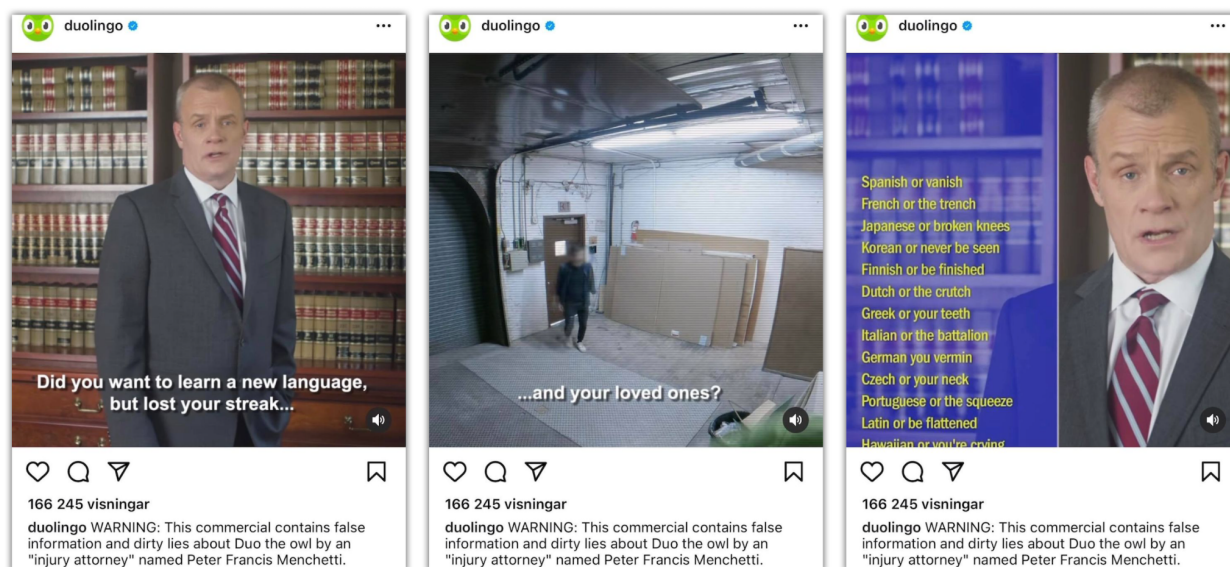 duolingo
Did you want to learn a new language,
but lost your streak...
166 245 visningar
duolingo WARNING: This commercial contains false
information and dirty lies about Duo the owl by an
"injury attorney" named Peter Francis Menchetti.
duolingo
...and your loved ones?
166 245 visningar
duolingo WARNING: This commercial contains false
information and dirty lies about Duo the owl by an
"injury attorney" named Peter Francis Menchetti.
duolingo
Spanish or vanish
French or the trench
Japanese or broken knees
Korean or never be seen
Finnish or be finished
Dutch or the crutch
Greek or your teeth
Italian or the battalion
German you vermin
Czech or your neck
Portuguese or the squeeze
Latin or be flattened
Hawaiian or you're crying
166 245 visningar
duolingo WARNING: This commercial contains false
information and dirty lies about Duo the owl by an
"injury attorney" named Peter Francis Menchetti.